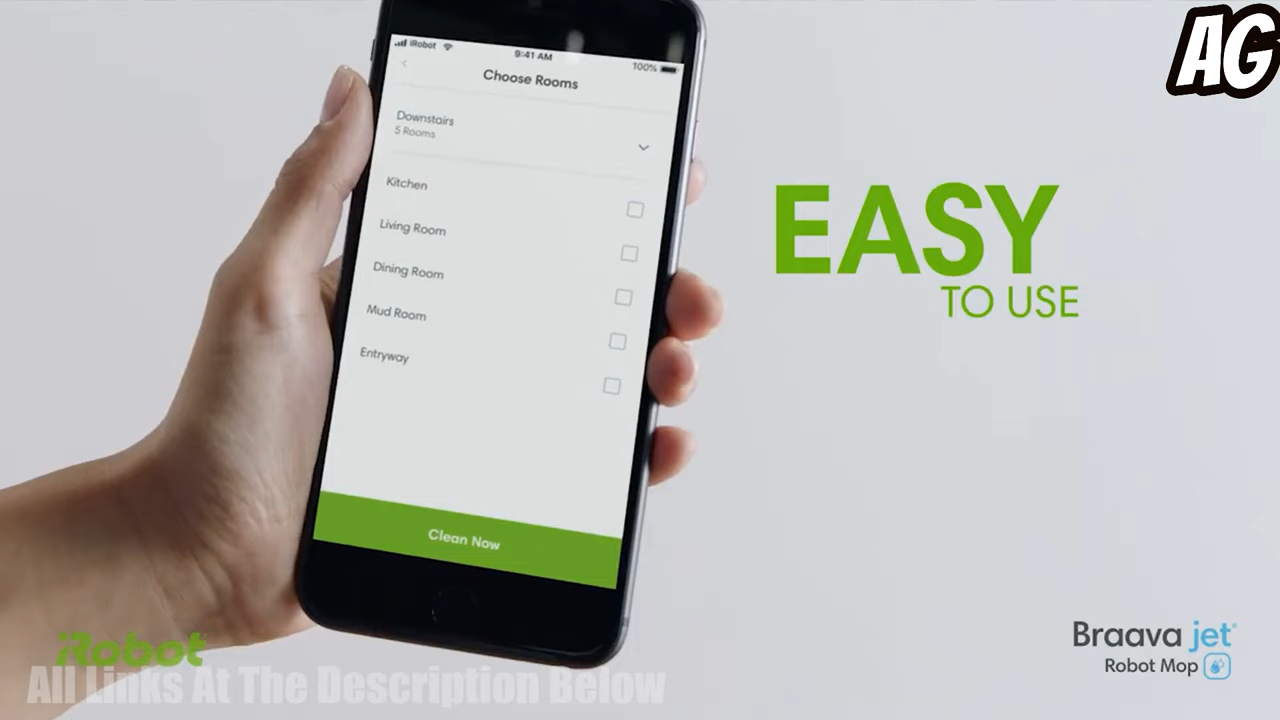 AG
iRobot
9:41 AM
100%
Choose Rooms
Downstairs
5 Rooms
Kitchen
Living Room
Dining Room
Mud Room
Entryway
Clean Now
EASY
TO USE
iRobot
All Links At The Description Below
Braava jet®
Robot Mop